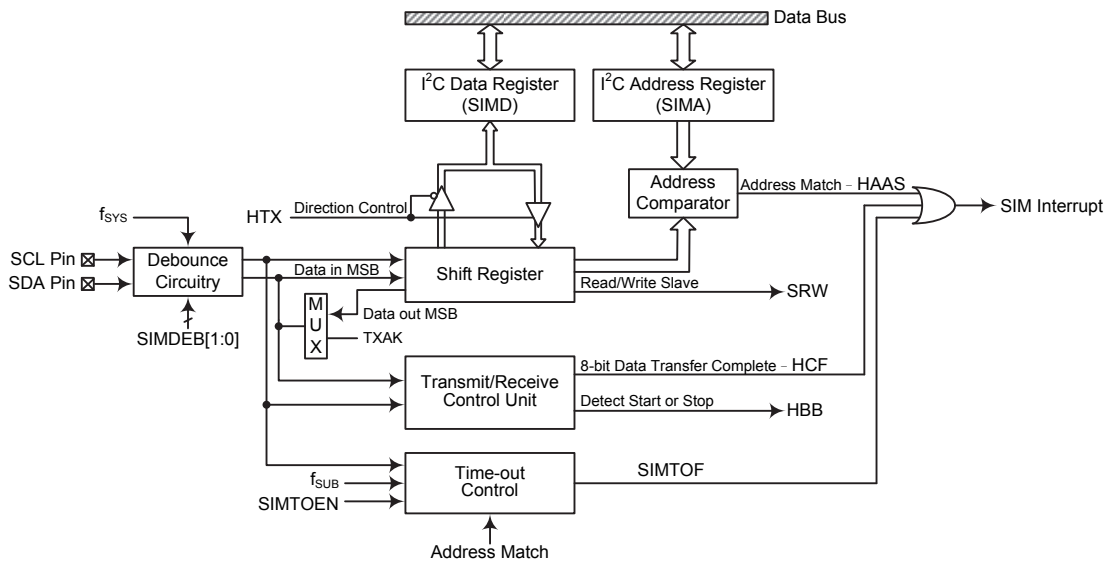 Data Bus
I²C Data Register
(SIMD)
I²C Address Register
(SIMA)
Address
Comparator
Address Match - HAAS
SIM Interrupt
HTX
Direction Control
fSYS
SCL Pin
SDA Pin
Debounce
Circuitry
SIMDEB[1:0]
Data in MSB
Shift Register
Read/Write Slave
SRW
M
U
X
Data out MSB
TXAK
Transmit/Receive
Control Unit
8-bit Data Transfer Complete - HCF
Detect Start or Stop
HBB
fSUB
SIMTOEN
Time-out
Control
SIMTOF
Address Match